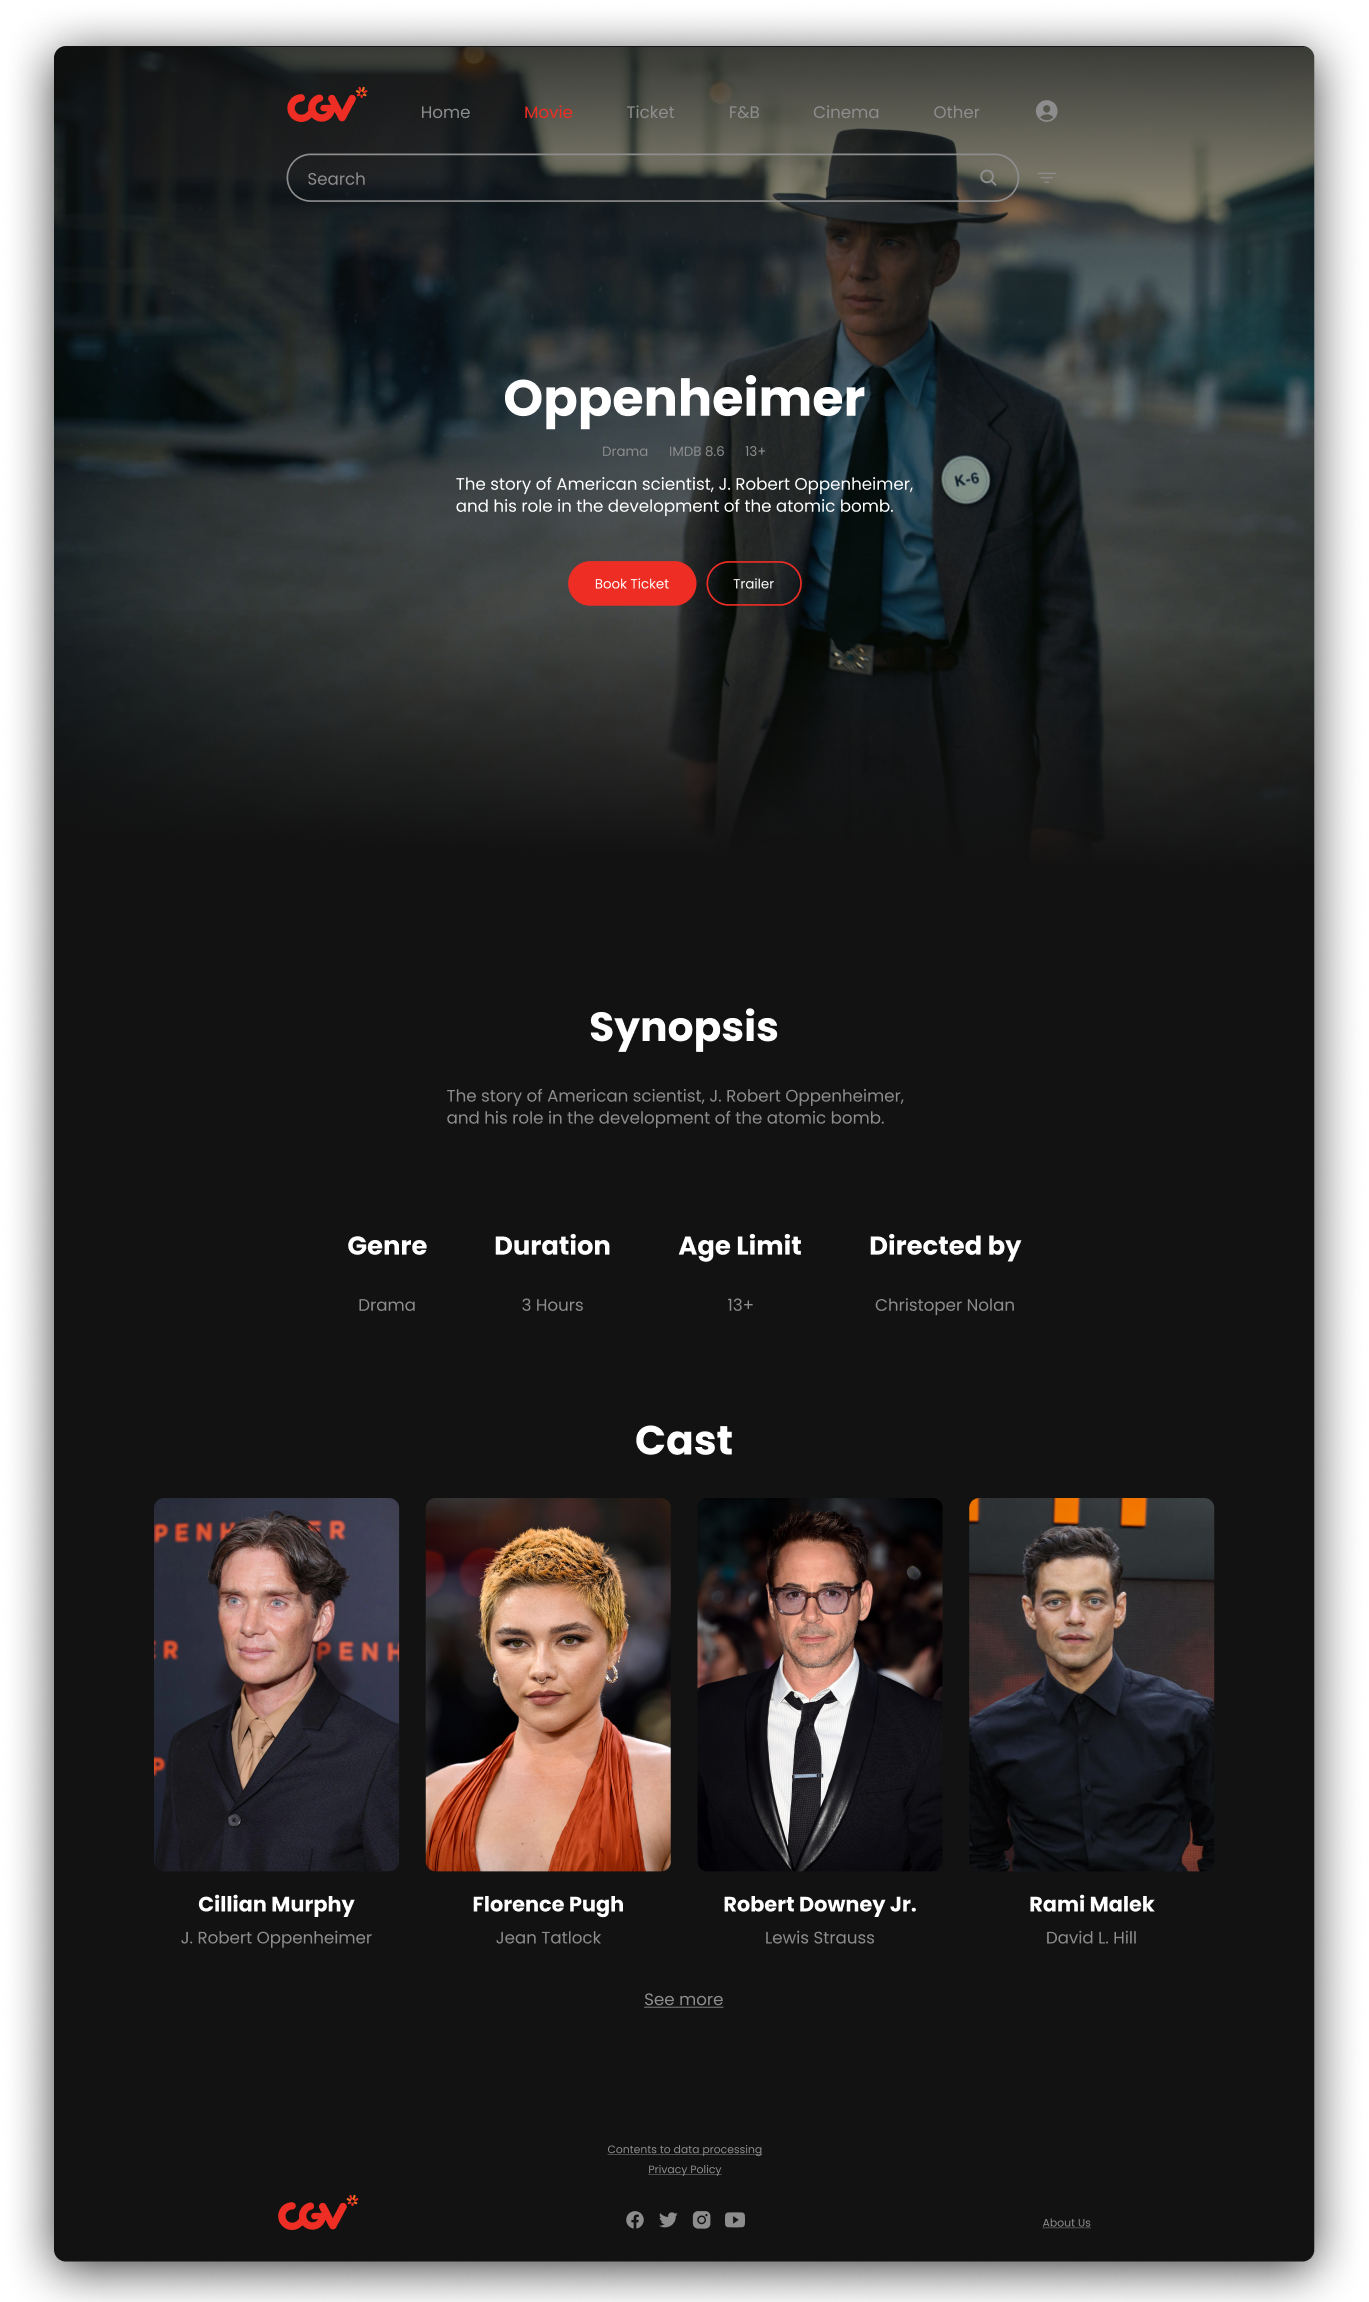 CGV
Home Movie Ticket F&B Cinema Other
Search
K-6
Oppenheimer
Drama IMDB 8.6 13+
The story of American scientist, J. Robert Oppenheimer,
and his role in the development of the atomic bomb.
Book Ticket Trailer
Synopsis
The story of American scientist, J. Robert Oppenheimer,
and his role in the development of the atomic bomb.
Genre Duration Age Limit Directed by
Drama 3 Hours 13+ Christoper Nolan
Cast
PENH ER
ER PENH
P
Cillian Murphy Florence Pugh Robert Downey Jr. Rami Malek
J. Robert Oppenheimer Jean Tatlock Lewis Strauss David L. Hill
See more
Contents to data processing
Privacy Policy
CGV
About Us